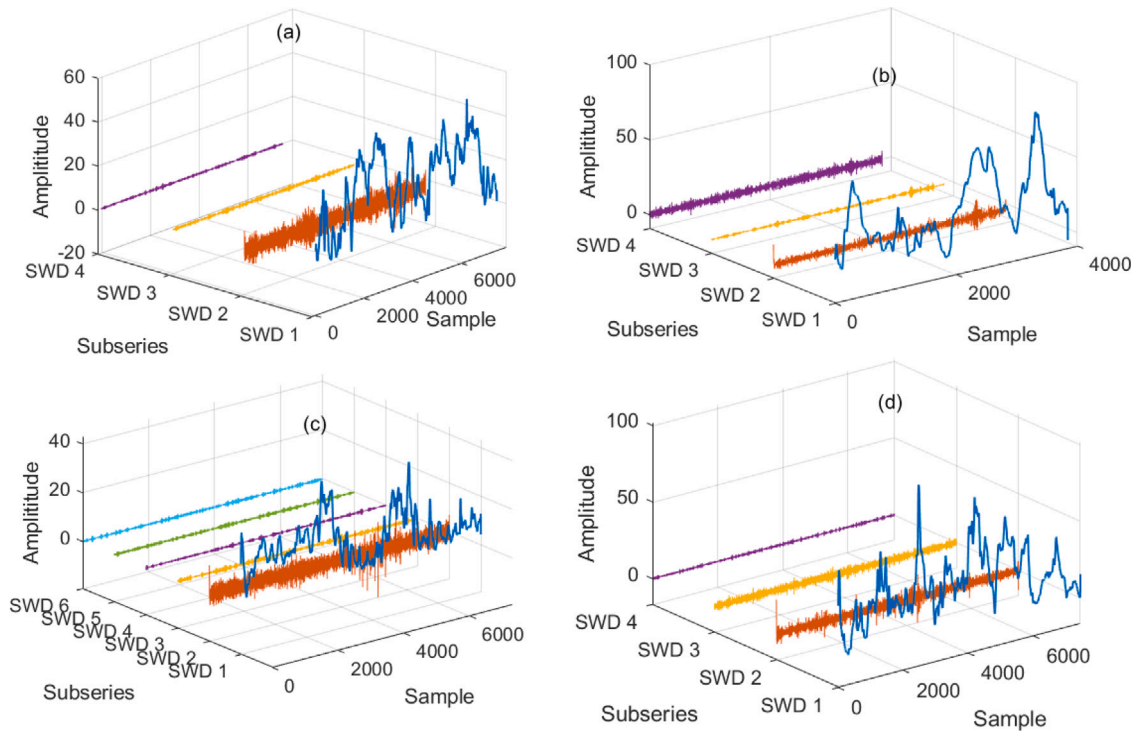 (a)
60
40
20
0
-20
Amplititude
SWD 4
SWD 3
SWD 2
SWD 1
Subseries
0
2000
4000
6000
Sample
(b)
100
50
0
Amplititude
SWD 4
SWD 3
SWD 2
SWD 1
Subseries
0
2000
4000
Sample
(c)
40
20
0
Amplititude
SWD 6
SWD 5
SWD 4
SWD 3
SWD 2
SWD 1
Subseries
0
2000
4000
6000
Sample
(d)
100
50
0
Amplititude
SWD 4
SWD 3
SWD 2
SWD 1
Subseries
0
2000
4000
6000
Sample